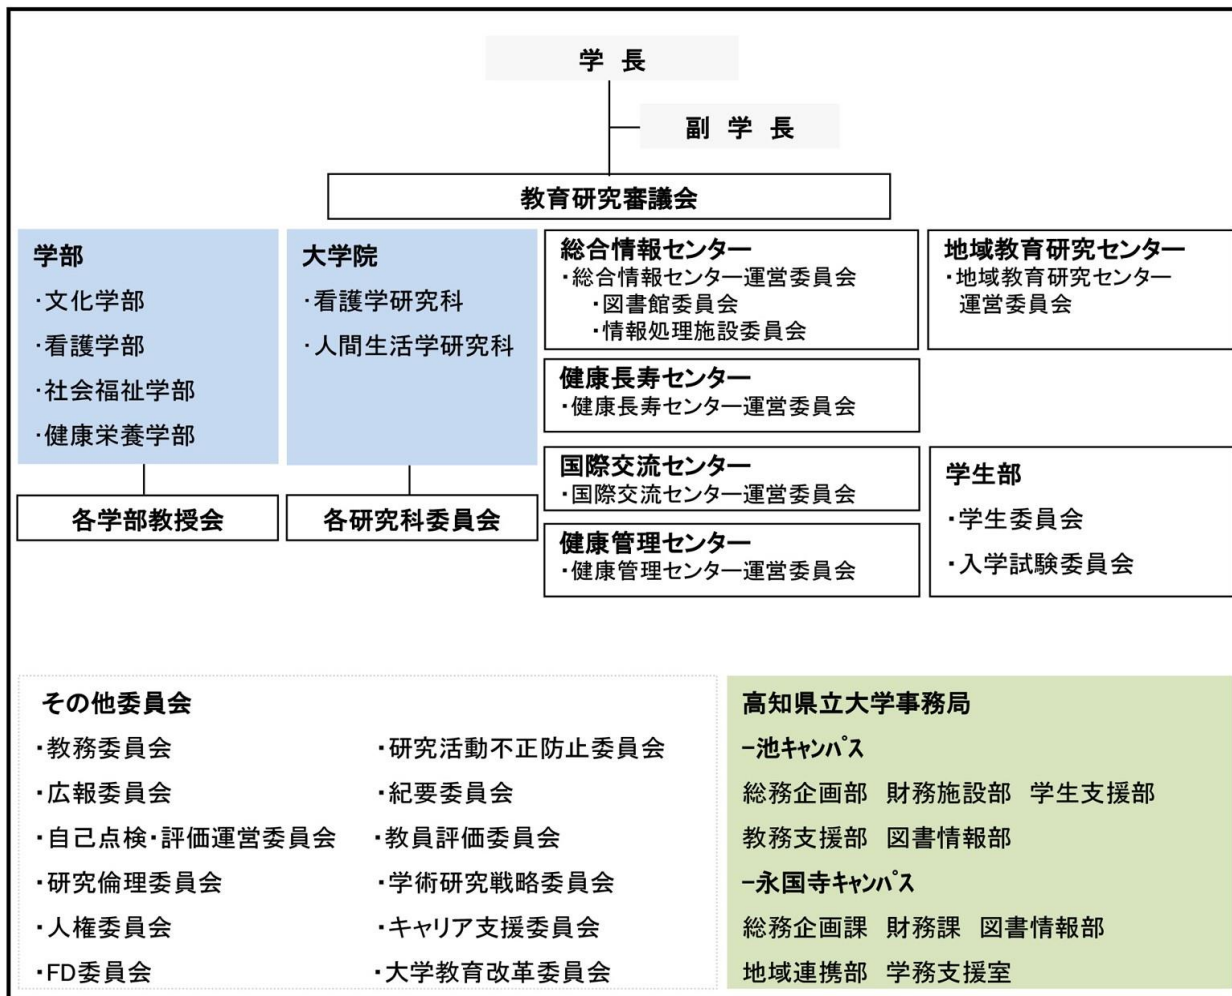 学 長
副 学 長
教育研究審議会
学部
・文化学部
・看護学部
・社会福祉学部
・健康栄養学部
各学部教授会
大学院
・看護学研究科
・人間生活学研究科
各研究科委員会
総合情報センター
・総合情報センター運営委員会
・図書館委員会
・情報処理施設委員会
健康長寿センター
・健康長寿センター運営委員会
国際交流センター
・国際交流センター運営委員会
健康管理センター
・健康管理センター運営委員会
地域教育研究センター
・地域教育研究センター
運営委員会
学生部
・学生委員会
・入学試験委員会
その他委員会
・教務委員会
・広報委員会
・自己点検・評価運営委員会
・研究倫理委員会
・人権委員会
・FD委員会
・研究活動不正防止委員会
・紀要委員会
・教員評価委員会
・学術研究戦略委員会
・キャリア支援委員会
・大学教育改革委員会
高知県立大学事務局
−池ｷｬﾝﾊﾟｽ
総務企画部 財務施設部 学生支援部
教務支援部 図書情報部
−永国寺ｷｬﾝﾊﾟｽ
総務企画課 財務課 図書情報部
地域連携部 学務支援室